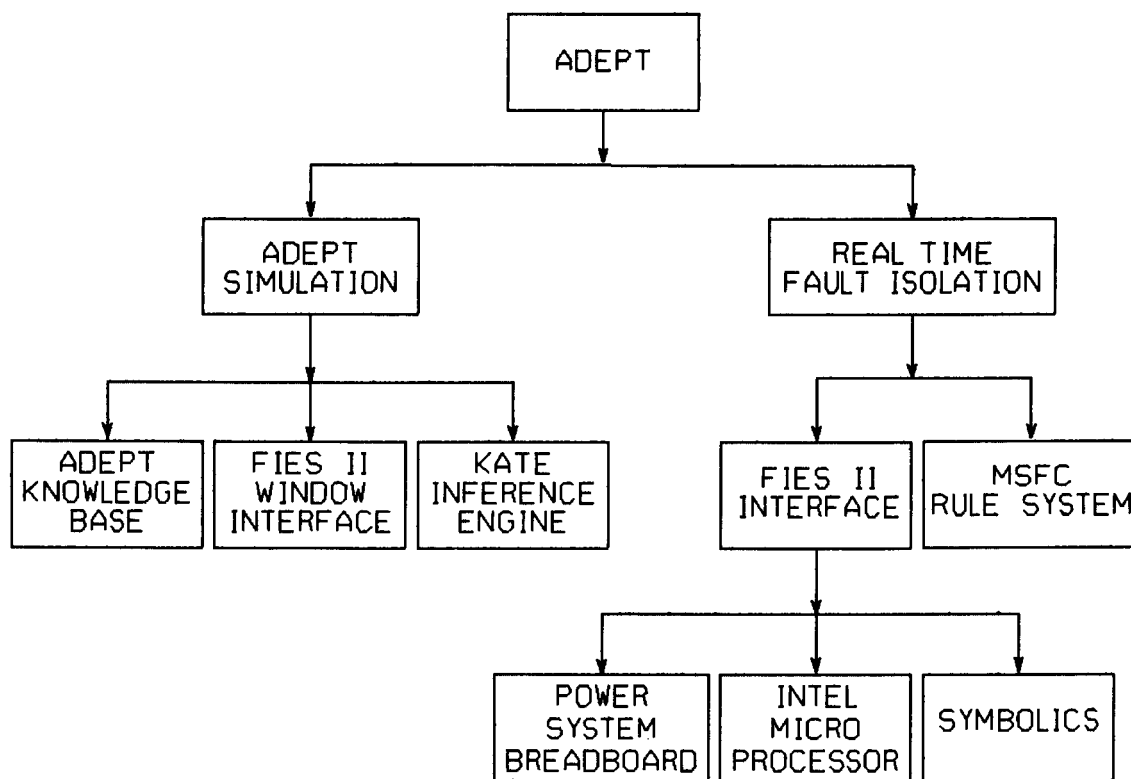 ADEPT
ADEPT
SIMULATION
REAL TIME
FAULT ISOLATION
ADEPT
KNOWLEDGE
BASE
FIES II
WINDOW
INTERFACE
KATE
INFERENCE
ENGINE
FIES II
INTERFACE
MSFC
RULE SYSTEM
POWER
SYSTEM
BREADBOARD
INTEL
MICRO
PROCESSOR
SYMBOLICS